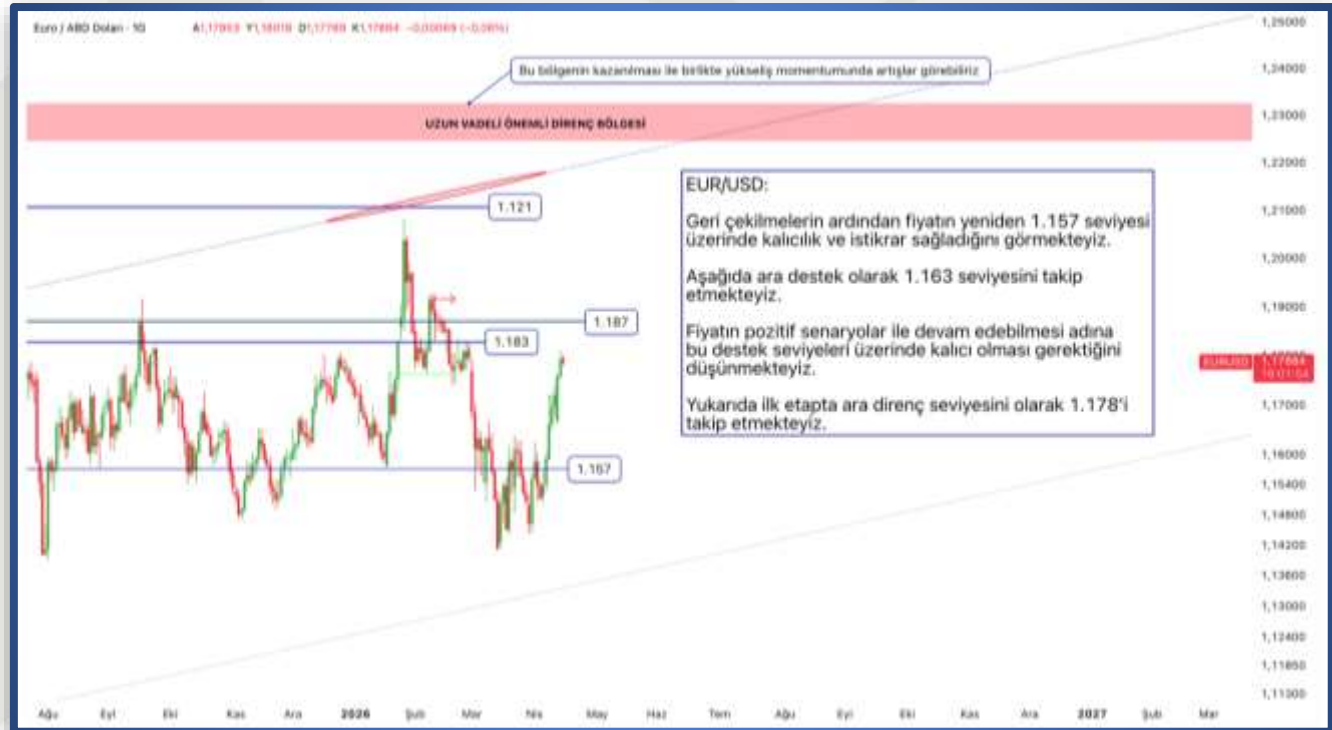 Euro / ABD Doları · 1G
Bu bölgenin kazanılması ile birlikte yükseliş momentumunda artışlar görebiliriz
UZUN VADELİ ÖNEMLİ DİRENÇ BÖLGESİ
1.121
1.187
1.183
1.157
EUR/USD:
Geri çekilmelerin ardından fiyatın yeniden 1.157 seviyesi
üzerinde kalıcılık ve istikrar sağladığını görmekteyiz.
Aşağıda ara destek olarak 1.163 seviyesini takip
etmekteyiz.
Fiyatın pozitif senaryolar ile devam edebilmesi adına
bu destek seviyeleri üzerinde kalıcı olması gerektiğini
düşünmekteyiz.
Yukarıda ilk etapta ara direnç seviyesini olarak 1.178'i
takip etmekteyiz.
1,25000
1,24000
1,23000
1,22000
1,21000
1,20000
1,19000
EURUSD
1,17000
1,16000
1,15400
1,14800
1,14200
1,13600
1,13000
1,12400
1,11850
1,11300
Ağu Eyl Eki Kas Ara 2026 Şub Mar Nis May Haz Tem Ağu Eyl Eki Kas Ara 2027 Şub Mar